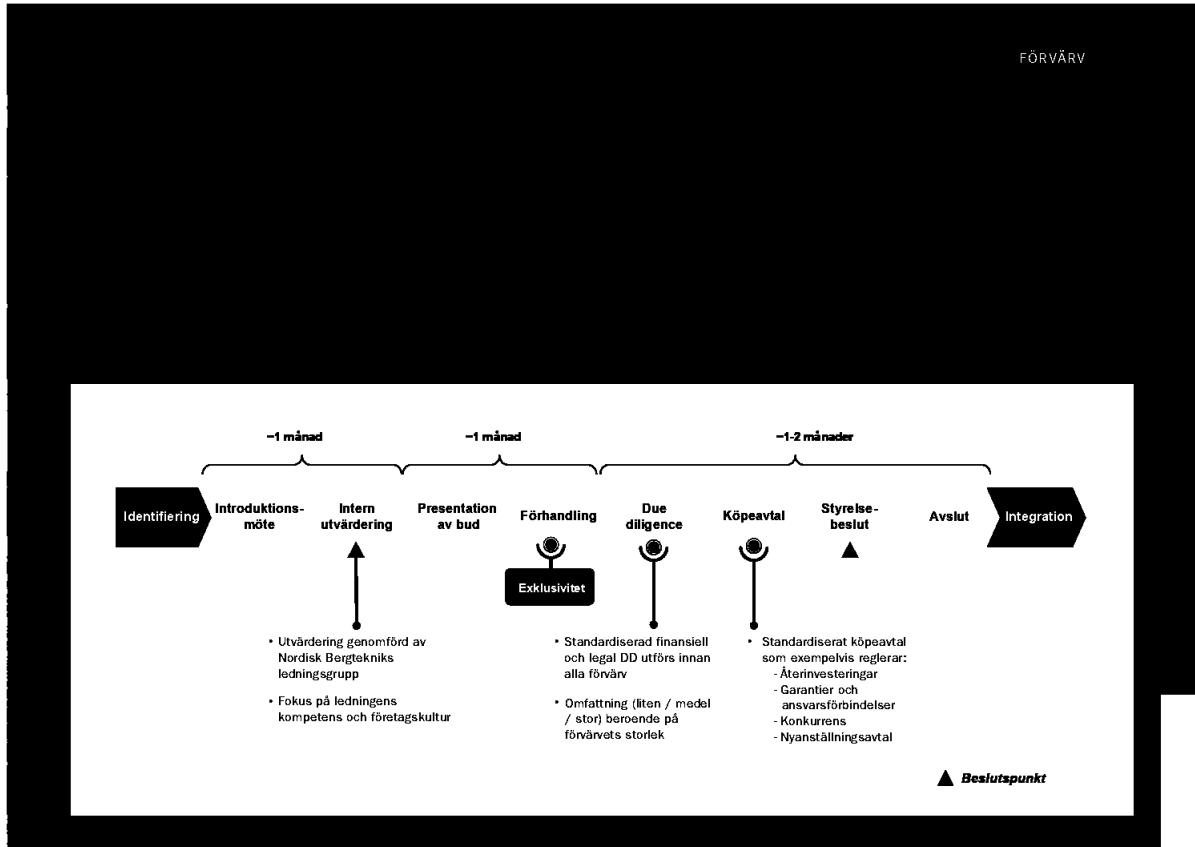 FÖRVÄRV
~1 månad
~1 månad
~1-2 månader
Identifiering
Introduktions-
möte
Intern
utvärdering
Presentation
av bud
Förhandling
Due
diligence
Köpeavtal
Styrelse-
beslut
Avslut
Integration
Exklusivitet
• Utvärdering genomförd av
Nordisk Bergtekniks
ledningsgrupp
• Fokus på ledningens
kompetens och företagskultur
• Standardiserad finansiell
och legal DD utförs innan
alla förvärv
• Omfattning (liten / medel
/ stor) beroende på
förvärvets storlek
• Standardiserat köpeavtal
som exempelvis reglerar:
- Återinvesteringar
- Garantier och
ansvarsförbindelser
- Konkurrens
- Nyanställningsavtal
Beslutspunkt